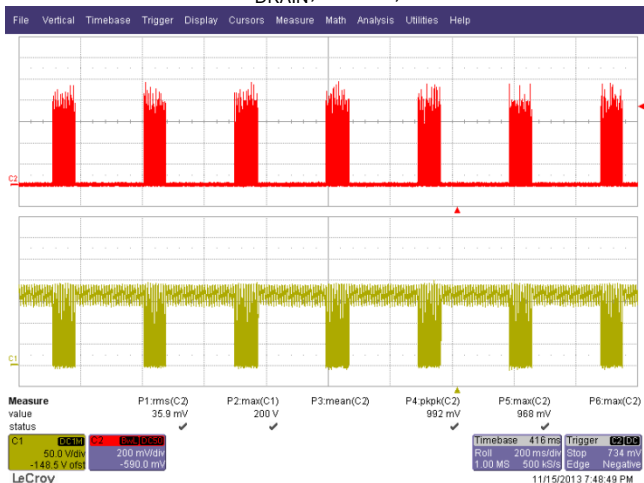 DRAIN,
File Vertical Timebase Trigger Display Cursors Measure Math Analysis Utilities Help
C2
C1
Measure P1:rms(C2) P2:max(C1) P3:mean(C2) P4:pkpk(C2) P5:max(C2) P6:max(C2)
value 35.9 mV 200 V 992 mV 968 mV
status
C1 DC1M C2 BwL DC50 Timebase 416 ms Trigger C2 DC
50.0 V/div 200 mV/div Roll 200 ms/div Stop 734 mV
-148.5 V ofst -590.0 mV 1.00 MS 500 kS/s Edge Negative
LeCroy 11/15/2013 7:48:49 PM